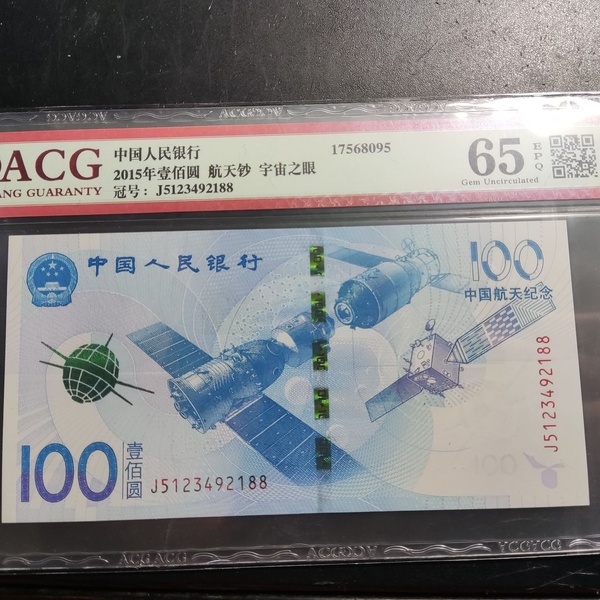 ACG
ANG GUARANTY
中国人民银行
2015年壹佰圆 航天钞 宇宙之眼
冠号: J5123492188
17568095
65
EPQ
Gem Uncirculated
中国人民银行
100
中国航天纪念
J5123492188
100
壹佰圆
J5123492188
ACG ACG